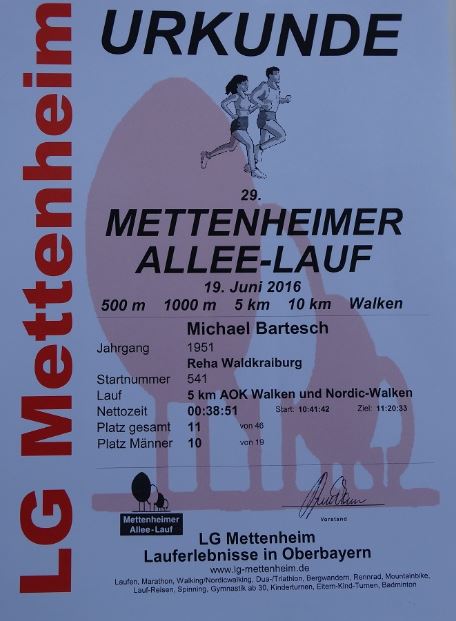 LG Mettenheim
URKUNDE
29.
METTENHEIMER
ALLEE-LAUF
19. Juni 2016
500 m 1000 m 5 km 10 km Walken
Michael Bartesch
Jahrgang 1951
Reha Waldkraiburg
Startnummer 541
Lauf 5 km AOK Walken und Nordic-Walken
Nettozeit 00:38:51 Start: 10:41:42 Ziel: 11:20:33
Platz gesamt 11 von 46
Platz Männer 10 von 19
Mettenheimer
Allee-Lauf
Vorstand
LG Mettenheim
Lauferlebnisse in Oberbayern
www.lg-mettenheim.de
Laufen, Marathon, Walking/Nordicwalking, Dua-/Triathlon, Bergwandern, Rennrad, Mountainbike,
Lauf-Reisen, Spinning, Gymnastik ab 30, Kinderturnen, Eltern-Kind-Turnen, Badminton